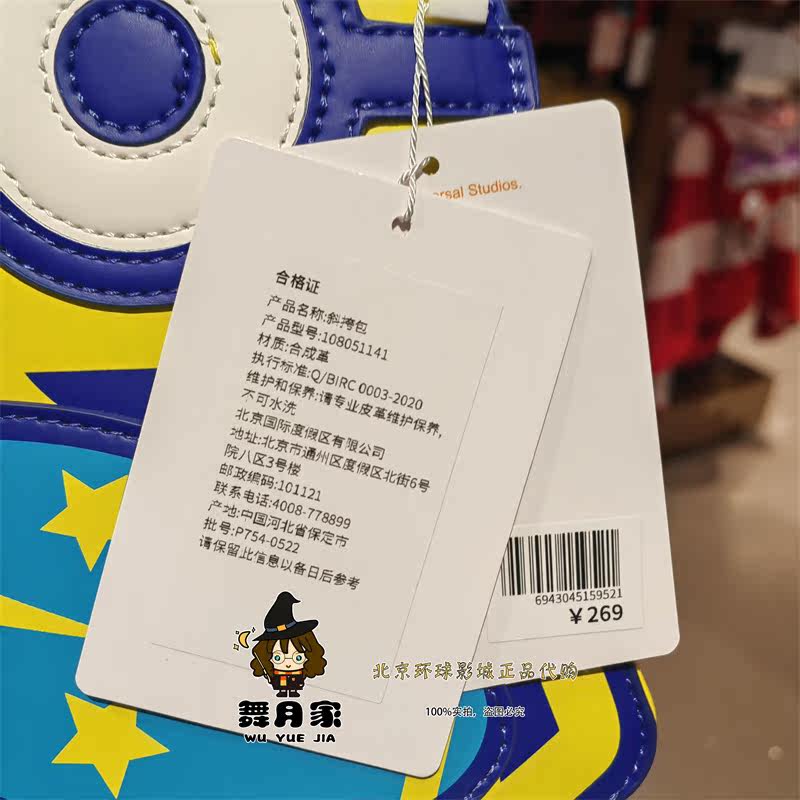 ersal Studios.
合格证
产品名称:斜挎包
产品型号:108051141
材质:合成革
执行标准:Q/BIRC 0003-2020
维护和保养:请专业皮革维护保养,
不可水洗
北京国际度假区有限公司
地址:北京市通州区度假区北街6号
院八区3号楼
邮政编码:101121
联系电话:4008-778899
产地:中国河北省保定市
批号:P754-0522
请保留此信息以备日后参考
6943045159521
¥269
北京环球影城正品代购
100%实拍，盗图必究
舞月家
WU YUE JIA